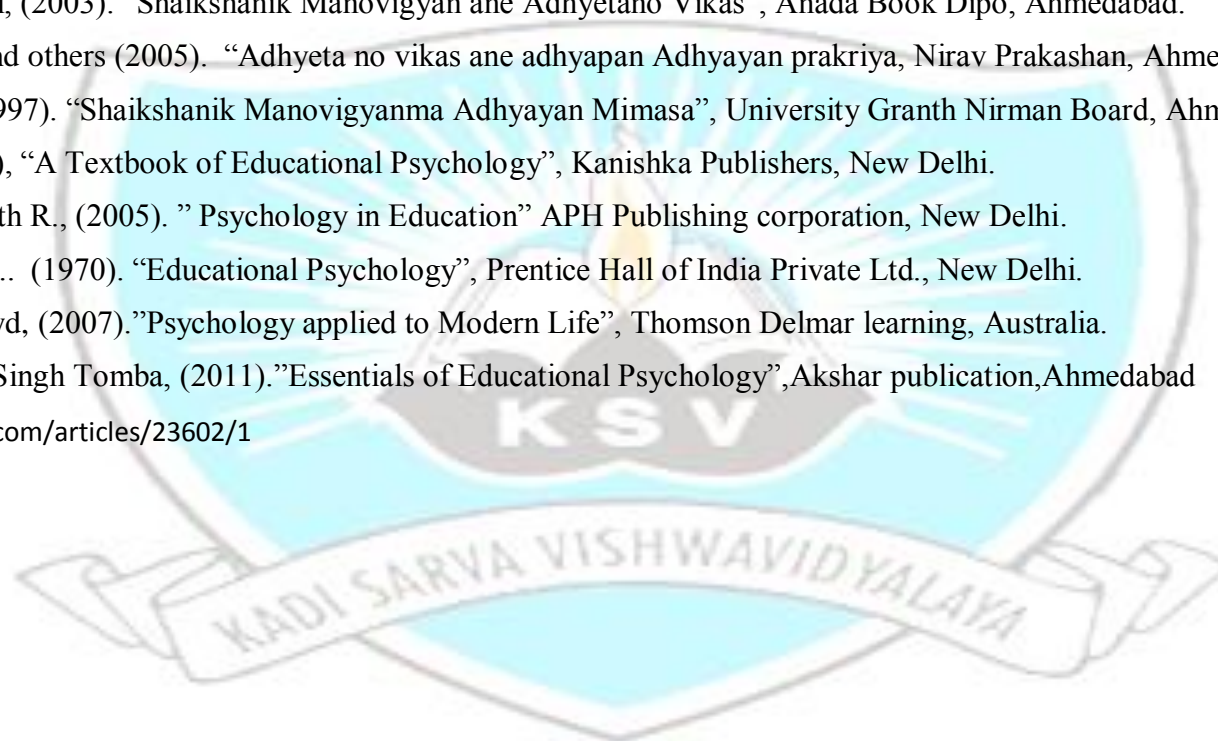 (2003). "Shaikshanik Manovigyan ane Adhyetano Vikas", Anada Book Dipo, Ahmedabad.
nd others (2005). “Adhyeta no vikas ane adhyapan Adhyayan prakriya, Nirav Prakashan, Ahme
997). “Shaikshanik Manovigyanma Adhyayan Mimasa”, University Granth Nirman Board, Ahn
), “A Textbook of Educational Psychology”, Kanishka Publishers, New Delhi.
th R., (2005). ” Psychology in Education” APH Publishing corporation, New Delhi.
.. (1970). “Educational Psychology”, Prentice Hall of India Private Ltd., New Delhi.
yd, (2007).”Psychology applied to Modern Life”, Thomson Delmar learning, Australia.
Singh Tomba, (2011).”Essentials of Educational Psychology”,Akshar publication,Ahmedabad
com/articles/23602/1
KSV
KADI SARVA VISHWAVIDYALAYA